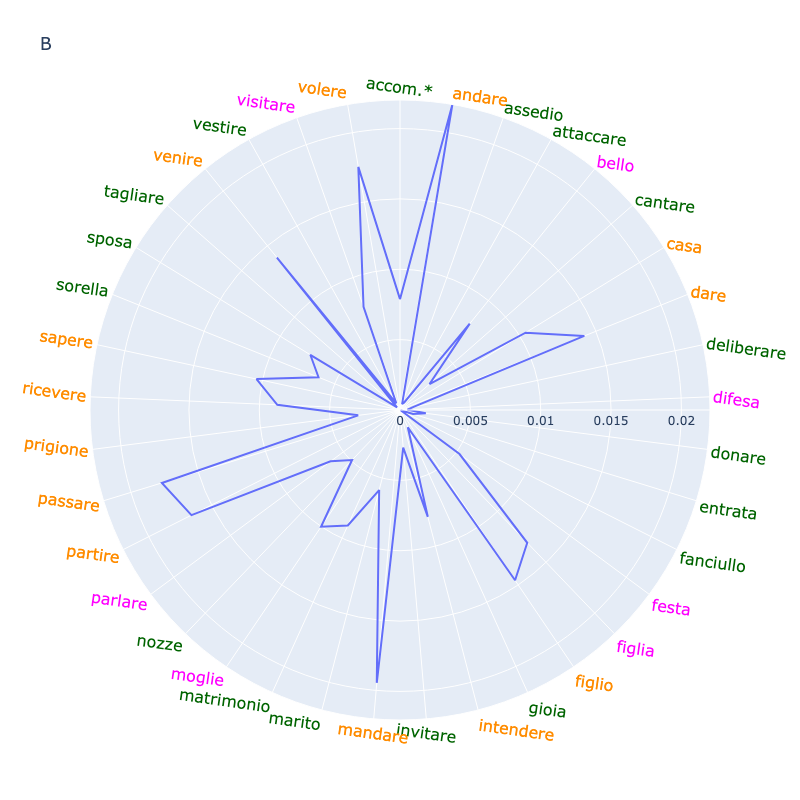 B
accom.*
andare
assedio
attaccare
bello
cantare
casa
dare
deliberare
difesa
donare
entrata
fanciullo
festa
figlia
figlio
gioia
intendere
invitare
mandare
marito
matrimonio
moglie
nozze
parlare
partire
passare
prigione
ricevere
sapere
sorella
sposa
tagliare
venire
vestire
visitare
volere
0 0.005 0.01 0.015 0.02